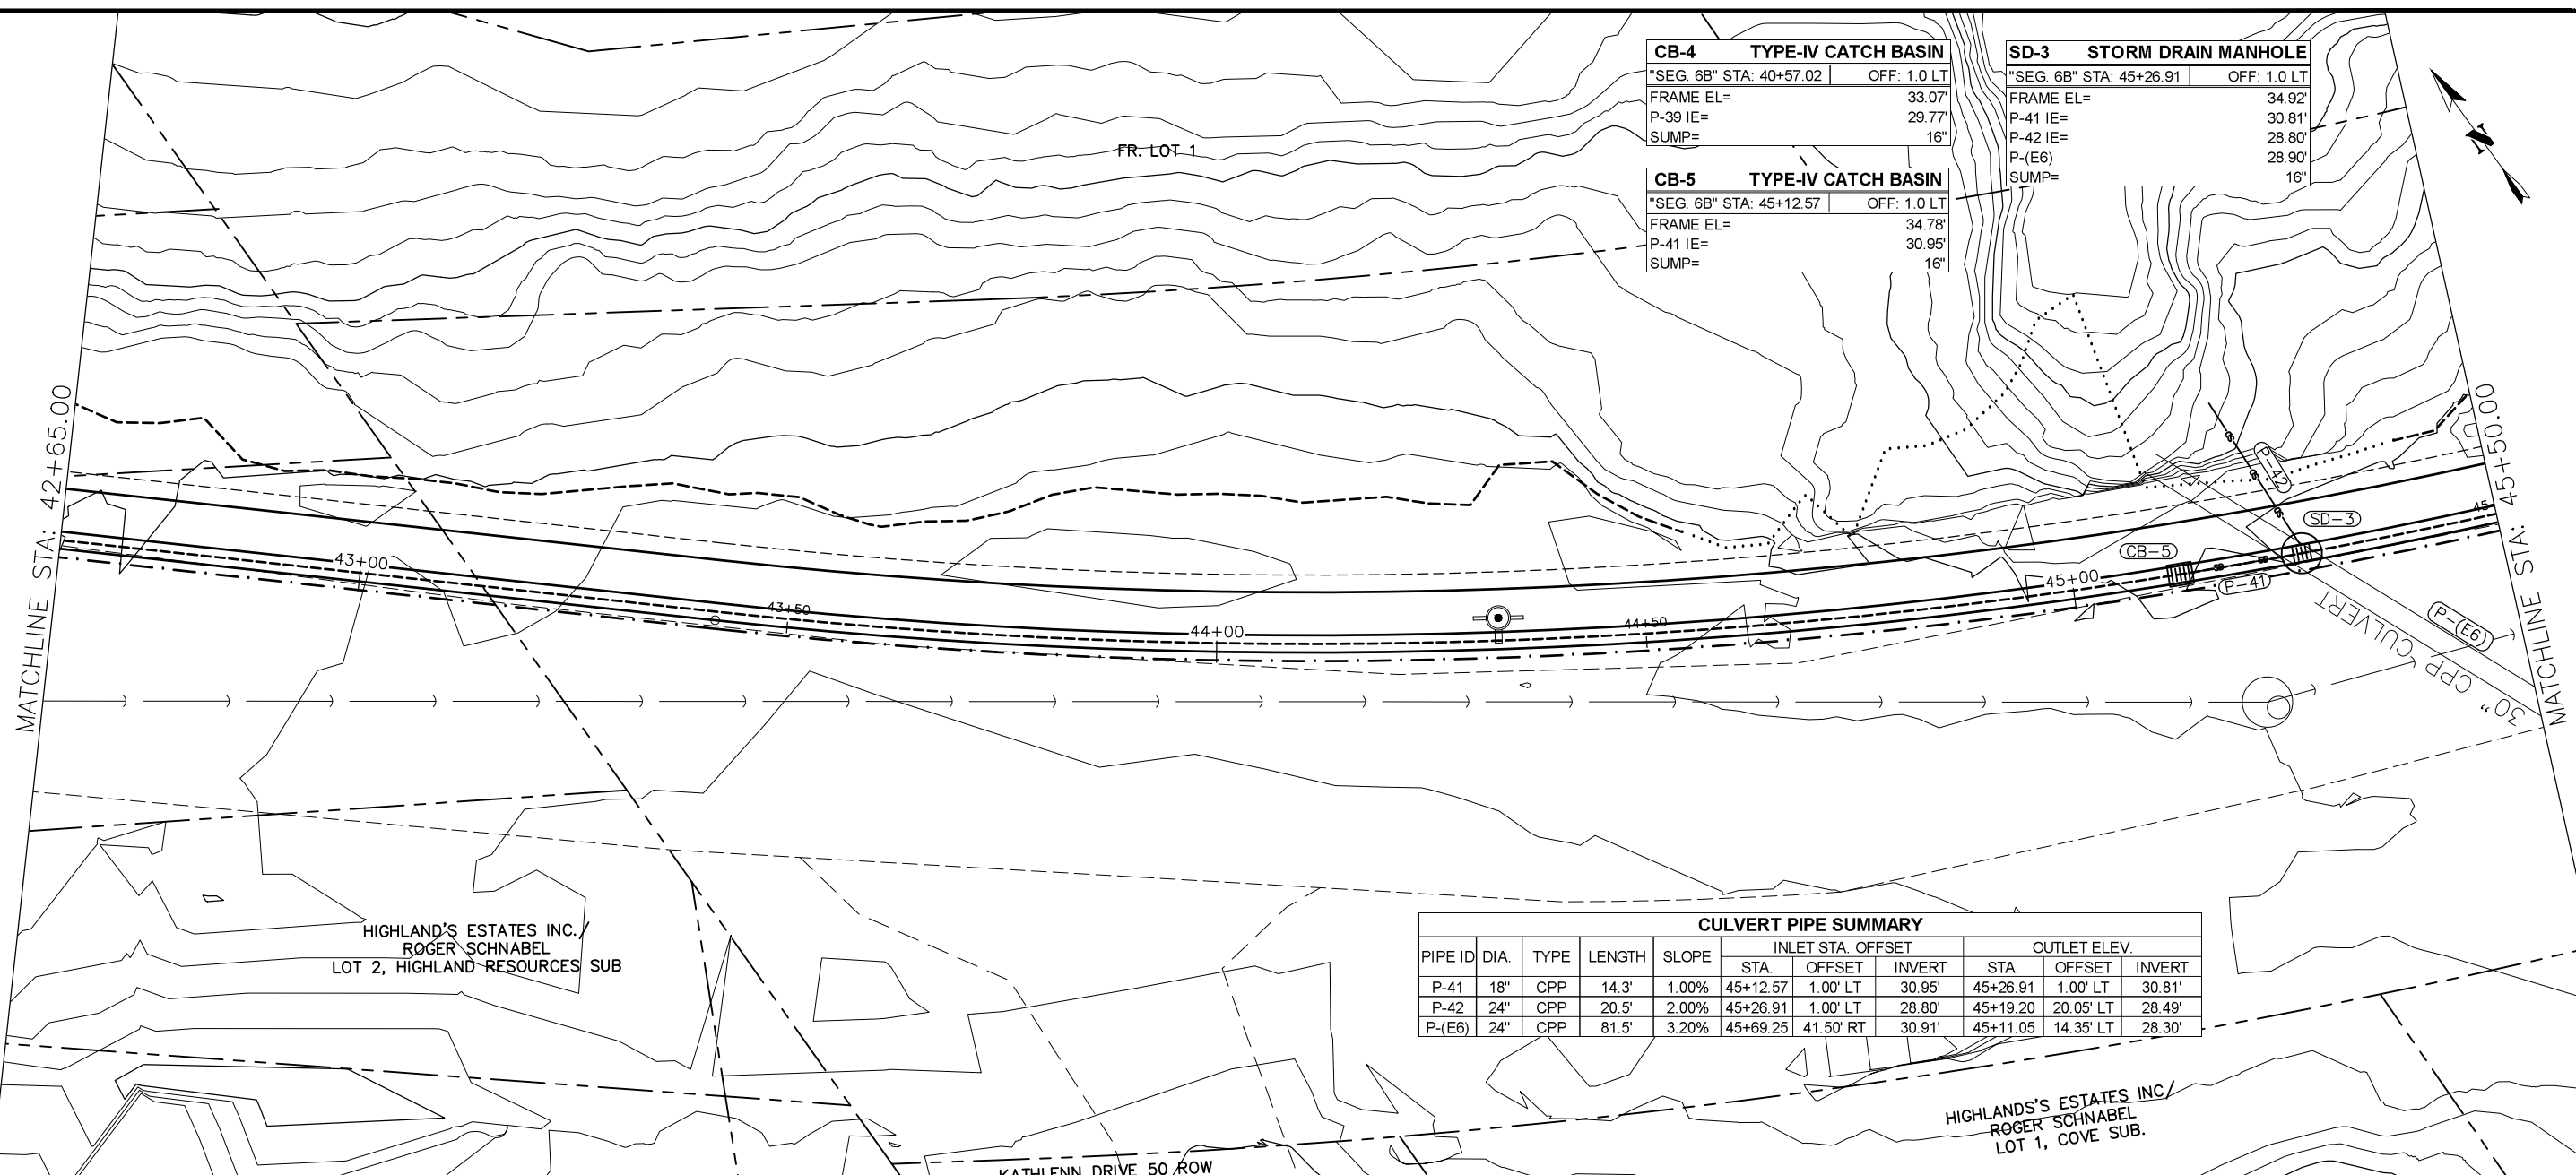 CB-4 TYPE-IV CATCH BASIN
"SEG. 6B" STA: 40+57.02 OFF: 1.0 LT
FRAME EL= 33.07'
P-39 IE= 29.77'
SUMP= 16"
SD-3 STORM DRAIN MANHOLE
"SEG. 6B" STA: 45+26.91 OFF: 1.0 LT
FRAME EL= 34.92'
P-41 IE= 30.81'
P-42 IE= 28.80'
P-(E6) 28.90'
SUMP= 16"
N
FR. LOT 1
CB-5 TYPE-IV CATCH BASIN
"SEG. 6B" STA: 45+12.57 OFF: 1.0 LT
FRAME EL= 34.78'
P-41 IE= 30.95'
SUMP= 16"
MATCHLINE STA: 42+65.00
MATCHLINE STA: 45+50.00
P-42
SD
SD
SD
SD-3
45
CB-5
SD
SD
P-41
43+00
43+50
44+00
44+50
45+00
P-(E6)
30" CPP CULVERT
HIGHLAND'S ESTATES INC./
ROGER SCHNABEL
LOT 2, HIGHLAND RESOURCES SUB
CULVERT PIPE SUMMARY
PIPE ID DIA. TYPE LENGTH SLOPE INLET STA. OFFSET OUTLET ELEV.
STA. OFFSET INVERT STA. OFFSET INVERT
P-41 18" CPP 14.3' 1.00% 45+12.57 1.00' LT 30.95' 45+26.91 1.00' LT 30.81'
P-42 24" CPP 20.5' 2.00% 45+26.91 1.00' LT 28.80' 45+19.20 20.05' LT 28.49'
P-(E6) 24" CPP 81.5' 3.20% 45+69.25 41.50' RT 30.91' 45+11.05 14.35' LT 28.30'
HIGHLANDS'S ESTATES INC/
ROGER SCHNABEL
LOT 1, COVE SUB.
KATHLENN DRIVE 50 ROW